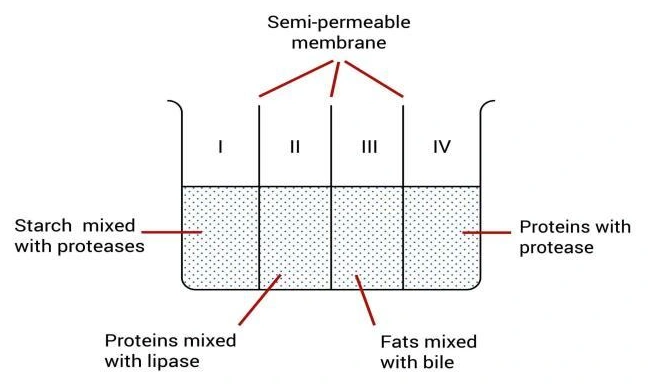 Semi-permeable
membrane
I
II
III
IV
Starch mixed
with proteases
Proteins with
protease
Proteins mixed
with lipase
Fats mixed
with bile